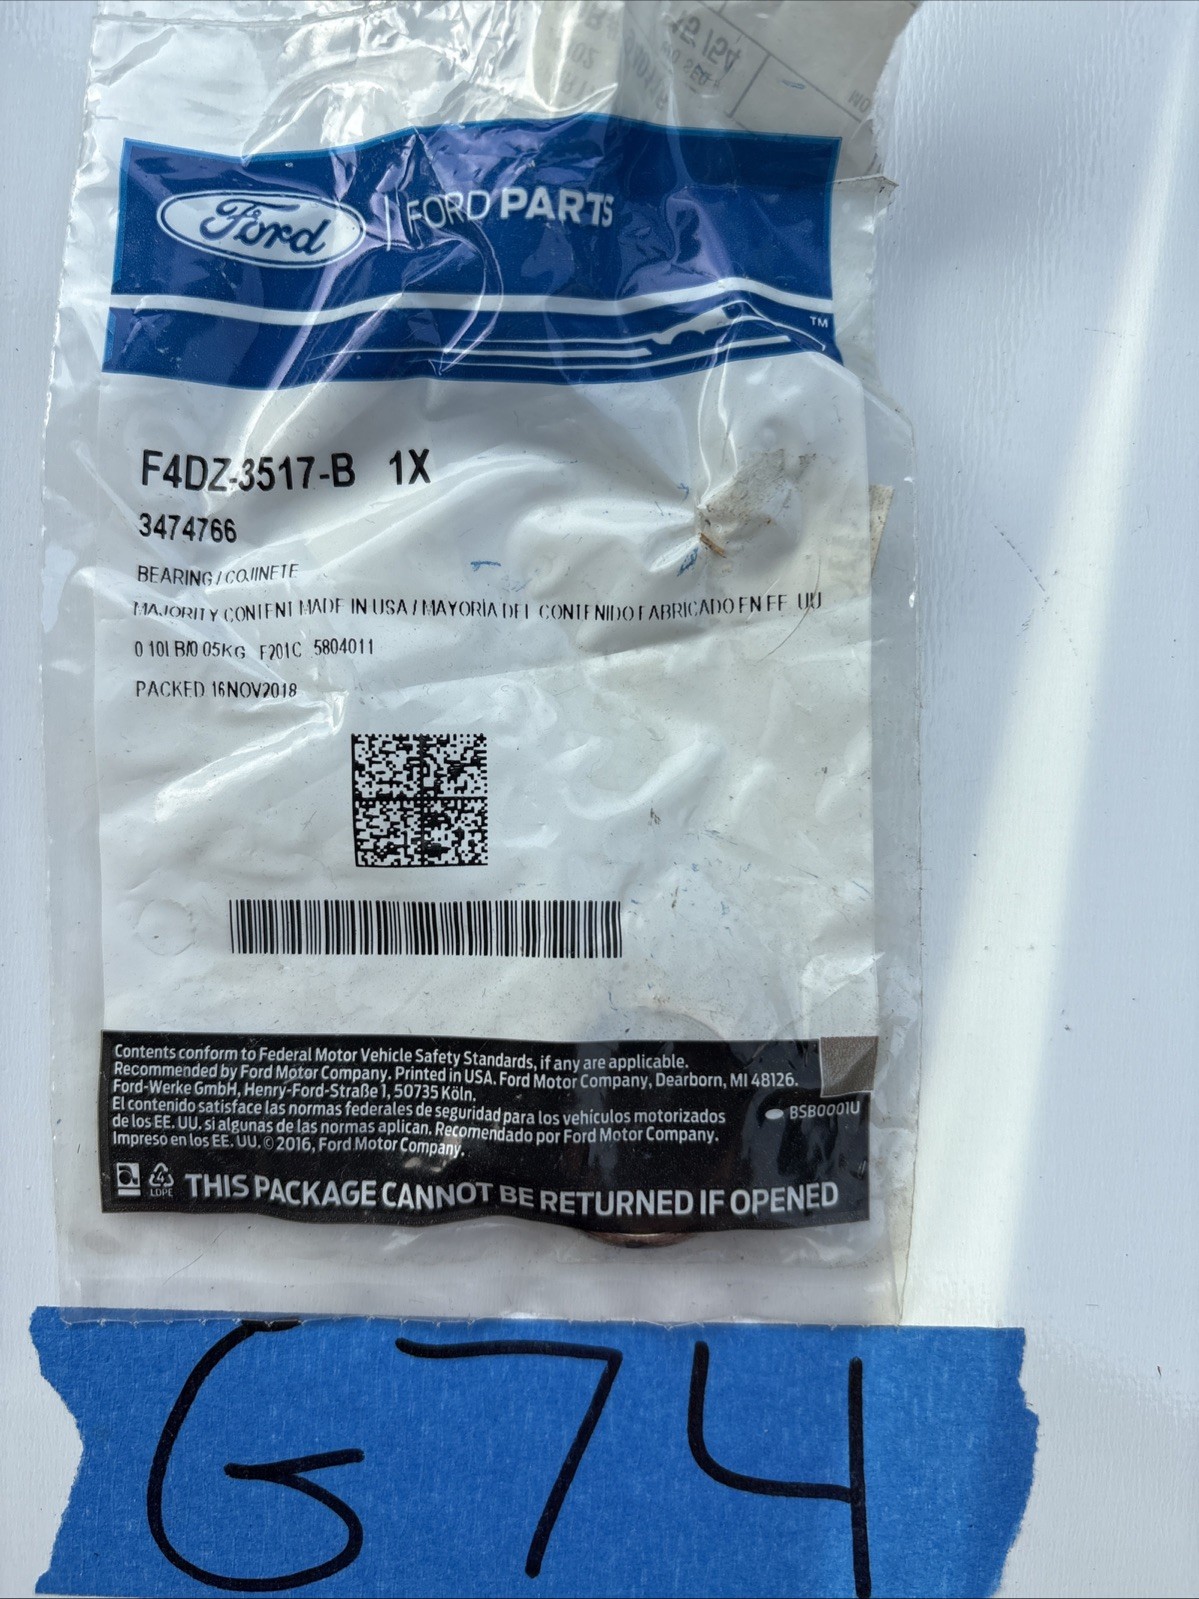 Ford | FORD PARTS
TM
F4DZ-3517-B 1X
3474766
BEARING / COJINETE
MAJORITY CONTENT MADE IN USA / MAYORIA DEL CONTENIDO FABRICADO EN EE UU
0 10LB/0 05KG F201C 5804011
PACKED 16NOV2018
Contents conform to Federal Motor Vehicle Safety Standards, if any are applicable.
Recommended by Ford Motor Company. Printed in USA. Ford Motor Company, Dearborn, MI 48126.
Ford-Werke GmbH, Henry-Ford-Straße 1, 50735 Köln.
El contenido satisface las normas federales de seguridad para los vehículos motorizados
de los EE. UU. si algunas de las normas aplican. Recomendado por Ford Motor Company.
Impreso en los EE. UU. © 2016, Ford Motor Company.
BSB0001U
4
LDPE
THIS PACKAGE CANNOT BE RETURNED IF OPENED
G74